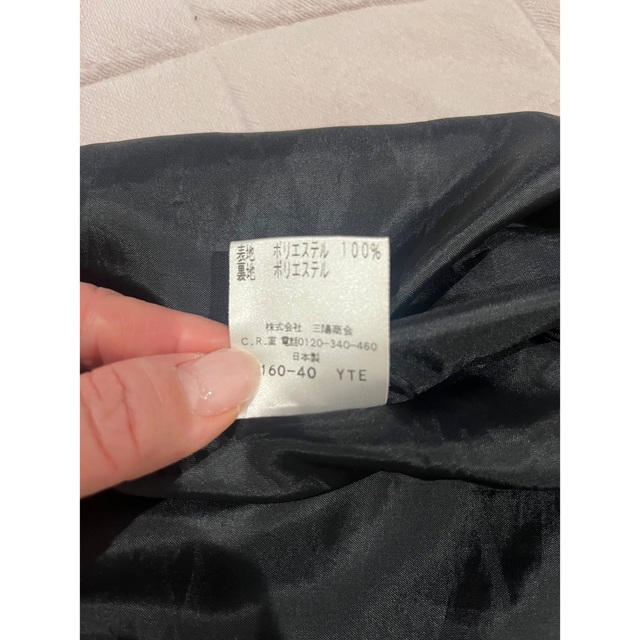 表地 ポリエステル 100%
裏地 ポリエステル
株式会社 三陽商会
C.R.室 電話0120-340-460
日本製
160-40 YTE